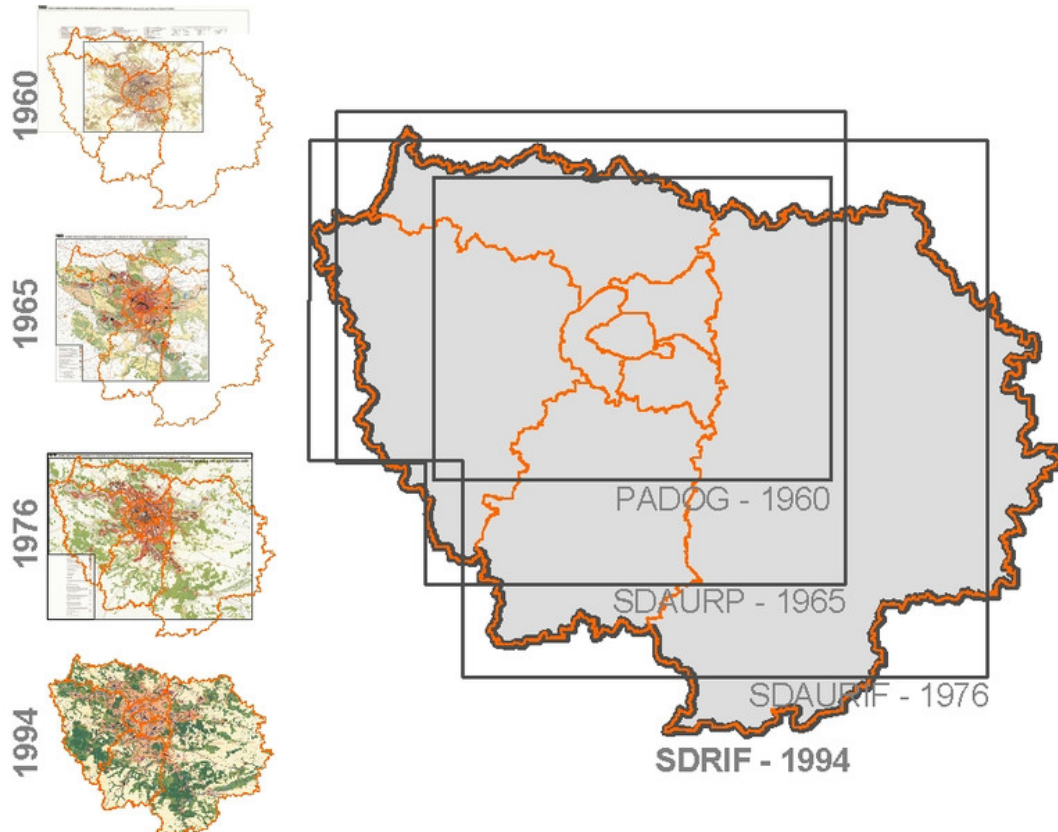 1960
1965
1976
1994
PADOG - 1960
SDAURP - 1965
SDAURIF - 1976
SDRIF - 1994